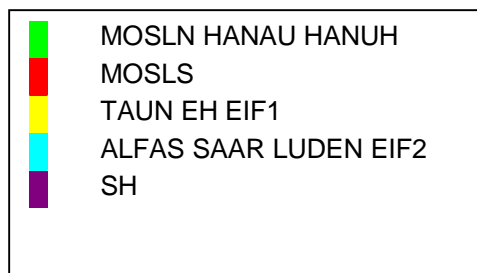 MOSLN HANAU HANUH
MOSLS
TAUN EH EIF1
ALFAS SAAR LUDEN EIF2
SH